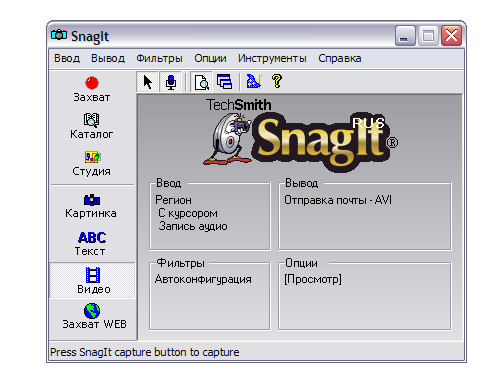 SnagIt
Ввод Вывод Фильтры Опции Инструменты Справка
Захват
Каталог
Студия
Картинка
ABC
Текст
Видео
Захват WEB
TechSmith
SnagIt®
RUS
Ввод
Регион
С курсором
Запись аудио
Вывод
Отправка почты - AVI
Фильтры
Автоконфигурация
Опции
[Просмотр]
Press SnagIt capture button to capture